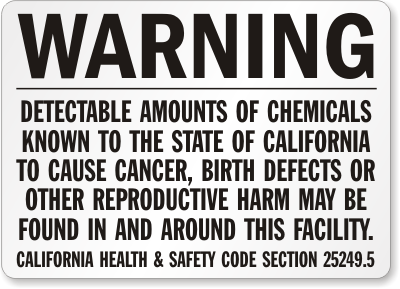 WARNING
DETECTABLE AMOUNTS OF CHEMICALS
KNOWN TO THE STATE OF CALIFORNIA
TO CAUSE CANCER, BIRTH DEFECTS OR
OTHER REPRODUCTIVE HARM MAY BE
FOUND IN AND AROUND THIS FACILITY.
CALIFORNIA HEALTH & SAFETY CODE SECTION 25249.5